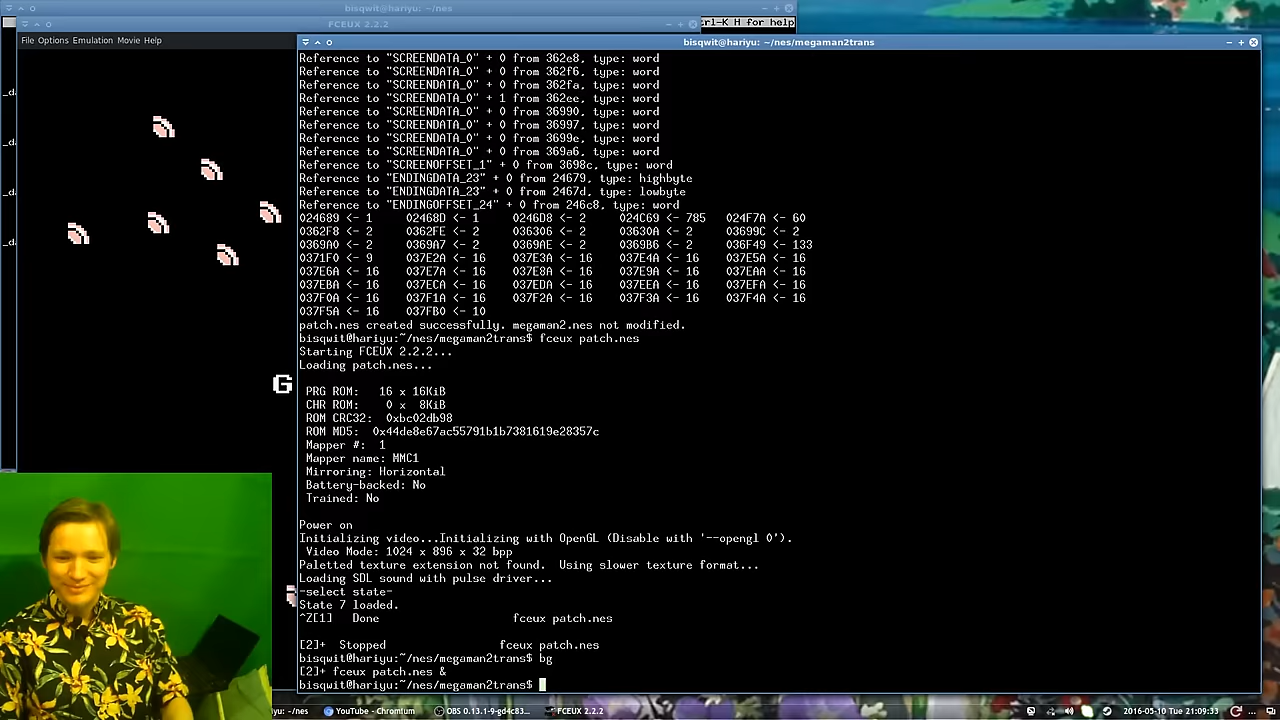 bisqwit@hariyu: ~/nes
FCEUX 2.2.2
trl-K H for help
File Options Emulation Movie Help
bisqwit@hariyu: ~/nes/megaman2trans
Reference to "SCREENDATA_0" + 0 from 362e8, type: word
Reference to "SCREENDATA_0" + 0 from 362f6, type: word
Reference to "SCREENDATA_0" + 0 from 362fa, type: word
Reference to "SCREENDATA_0" + 1 from 362ee, type: word
Reference to "SCREENDATA_0" + 0 from 36990, type: word
Reference to "SCREENDATA_0" + 0 from 36997, type: word
Reference to "SCREENDATA_0" + 0 from 3699e, type: word
Reference to "SCREENDATA_0" + 0 from 369a6, type: word
Reference to "SCREENOFFSET_1" + 0 from 3698c, type: word
Reference to "ENDINGDATA_23" + 0 from 24679, type: highbyte
Reference to "ENDINGDATA_23" + 0 from 2467d, type: lowbyte
Reference to "ENDINGOFFSET_24" + 0 from 246c8, type: word
024689 <- 1 02468D <- 1 0246D8 <- 2 024C69 <- 785 024F7A <- 60
0362F8 <- 2 0362FE <- 2 036306 <- 2 03630A <- 2 03699C <- 2
0369A0 <- 2 0369A7 <- 2 0369AE <- 2 0369B6 <- 2 036F49 <- 133
0371F0 <- 9 037E2A <- 16 037E3A <- 16 037E4A <- 16 037E5A <- 16
037E6A <- 16 037E7A <- 16 037E8A <- 16 037E9A <- 16 037EAA <- 16
037EBA <- 16 037ECA <- 16 037EDA <- 16 037EEA <- 16 037EFA <- 16
037F0A <- 16 037F1A <- 16 037F2A <- 16 037F3A <- 16 037F4A <- 16
037F5A <- 16 037FB0 <- 10
patch.nes created successfully. megaman2.nes not modified.
bisqwit@hariyu:~/nes/megaman2trans$ fceux patch.nes
Starting FCEUX 2.2.2...
Loading patch.nes...
PRG ROM: 16 x 16KiB
CHR ROM: 0 x 8KiB
ROM CRC32: 0xbc02db98
ROM MD5: 0x44de8e67ac55791b1b7381619e28357c
Mapper #: 1
Mapper name: MMC1
Mirroring: Horizontal
Battery-backed: No
Trained: No
Power on
Initializing video...Initializing with OpenGL (Disable with '--opengl 0').
Video Mode: 1024 x 896 x 32 bpp
Paletted texture extension not found. Using slower texture format...
Loading SDL sound with pulse driver...
-select state-
State 7 loaded.
^Z[1] Done fceux patch.nes
[2]+ Stopped fceux patch.nes
bisqwit@hariyu:~/nes/megaman2trans$ bg
[2]+ fceux patch.nes &
bisqwit@hariyu:~/nes/megaman2trans$
G
iyu: ~/nes
YouTube - Chromium
OBS 0.13.1-9-gd4c83...
FCEUX 2.2.2
2016-05-10 Tue 21:09:33